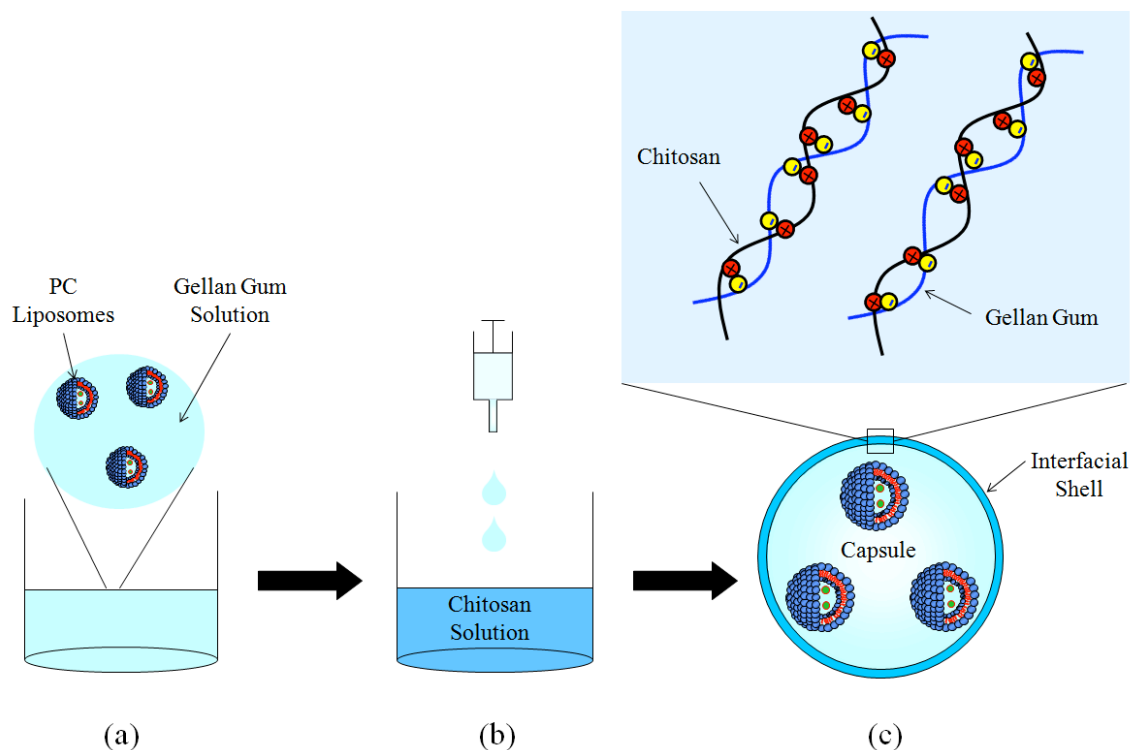 Chitosan
Gellan Gum
PC
Liposomes
Gellan Gum
Solution
Interfacial
Shell
Capsule
Chitosan
Solution
(a)
(b)
(c)